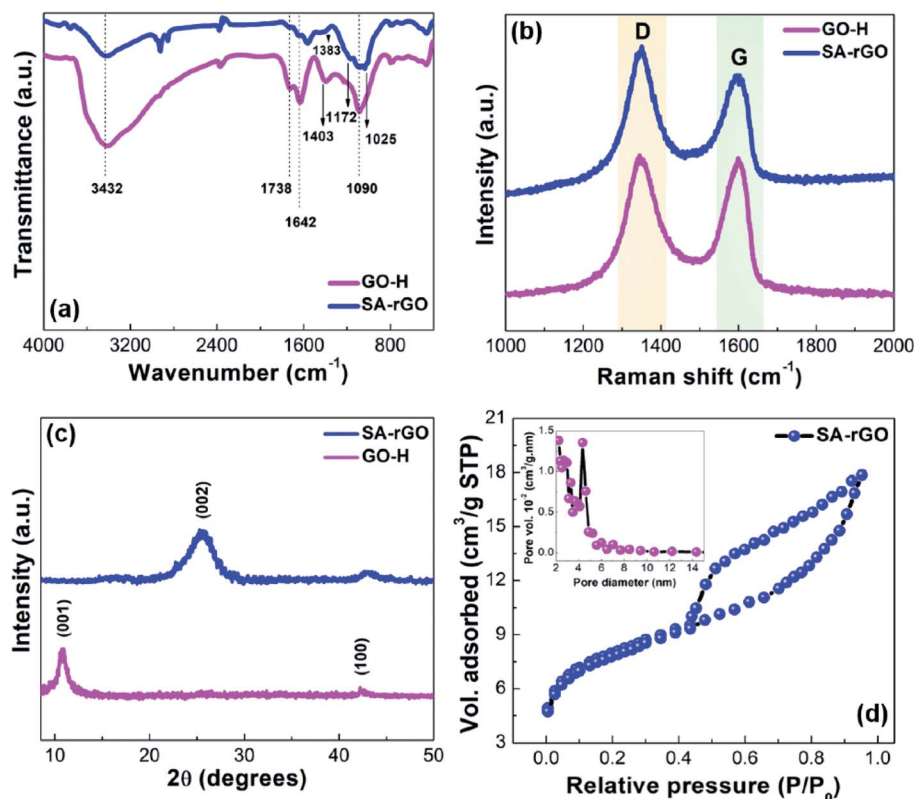 (a)
Transmittance (a.u.)
1383
1403
1172
1025
3432
1738
1090
1642
GO-H
SA-rGO
4000 3200 2400 1600 800
Wavenumber (cm⁻¹)
(b)
D
G
GO-H
SA-rGO
Intensity (a.u.)
1000 1200 1400 1600 1800 2000
Raman shift (cm⁻¹)
(c)
SA-rGO
GO-H
(002)
(001)
(100)
Intensity (a.u.)
10 20 30 40 50
2θ (degrees)
(d)
SA-rGO
Vol. adsorbed (cm³/g STP)
21
18
15
12
9
6
3
Pore vol. 10⁻² (cm³/g.nm)
1.5
1.0
0.5
0.0
2 4 6 8 10 12 14
Pore diameter (nm)
0.0 0.2 0.4 0.6 0.8 1.0
Relative pressure (P/P₀)